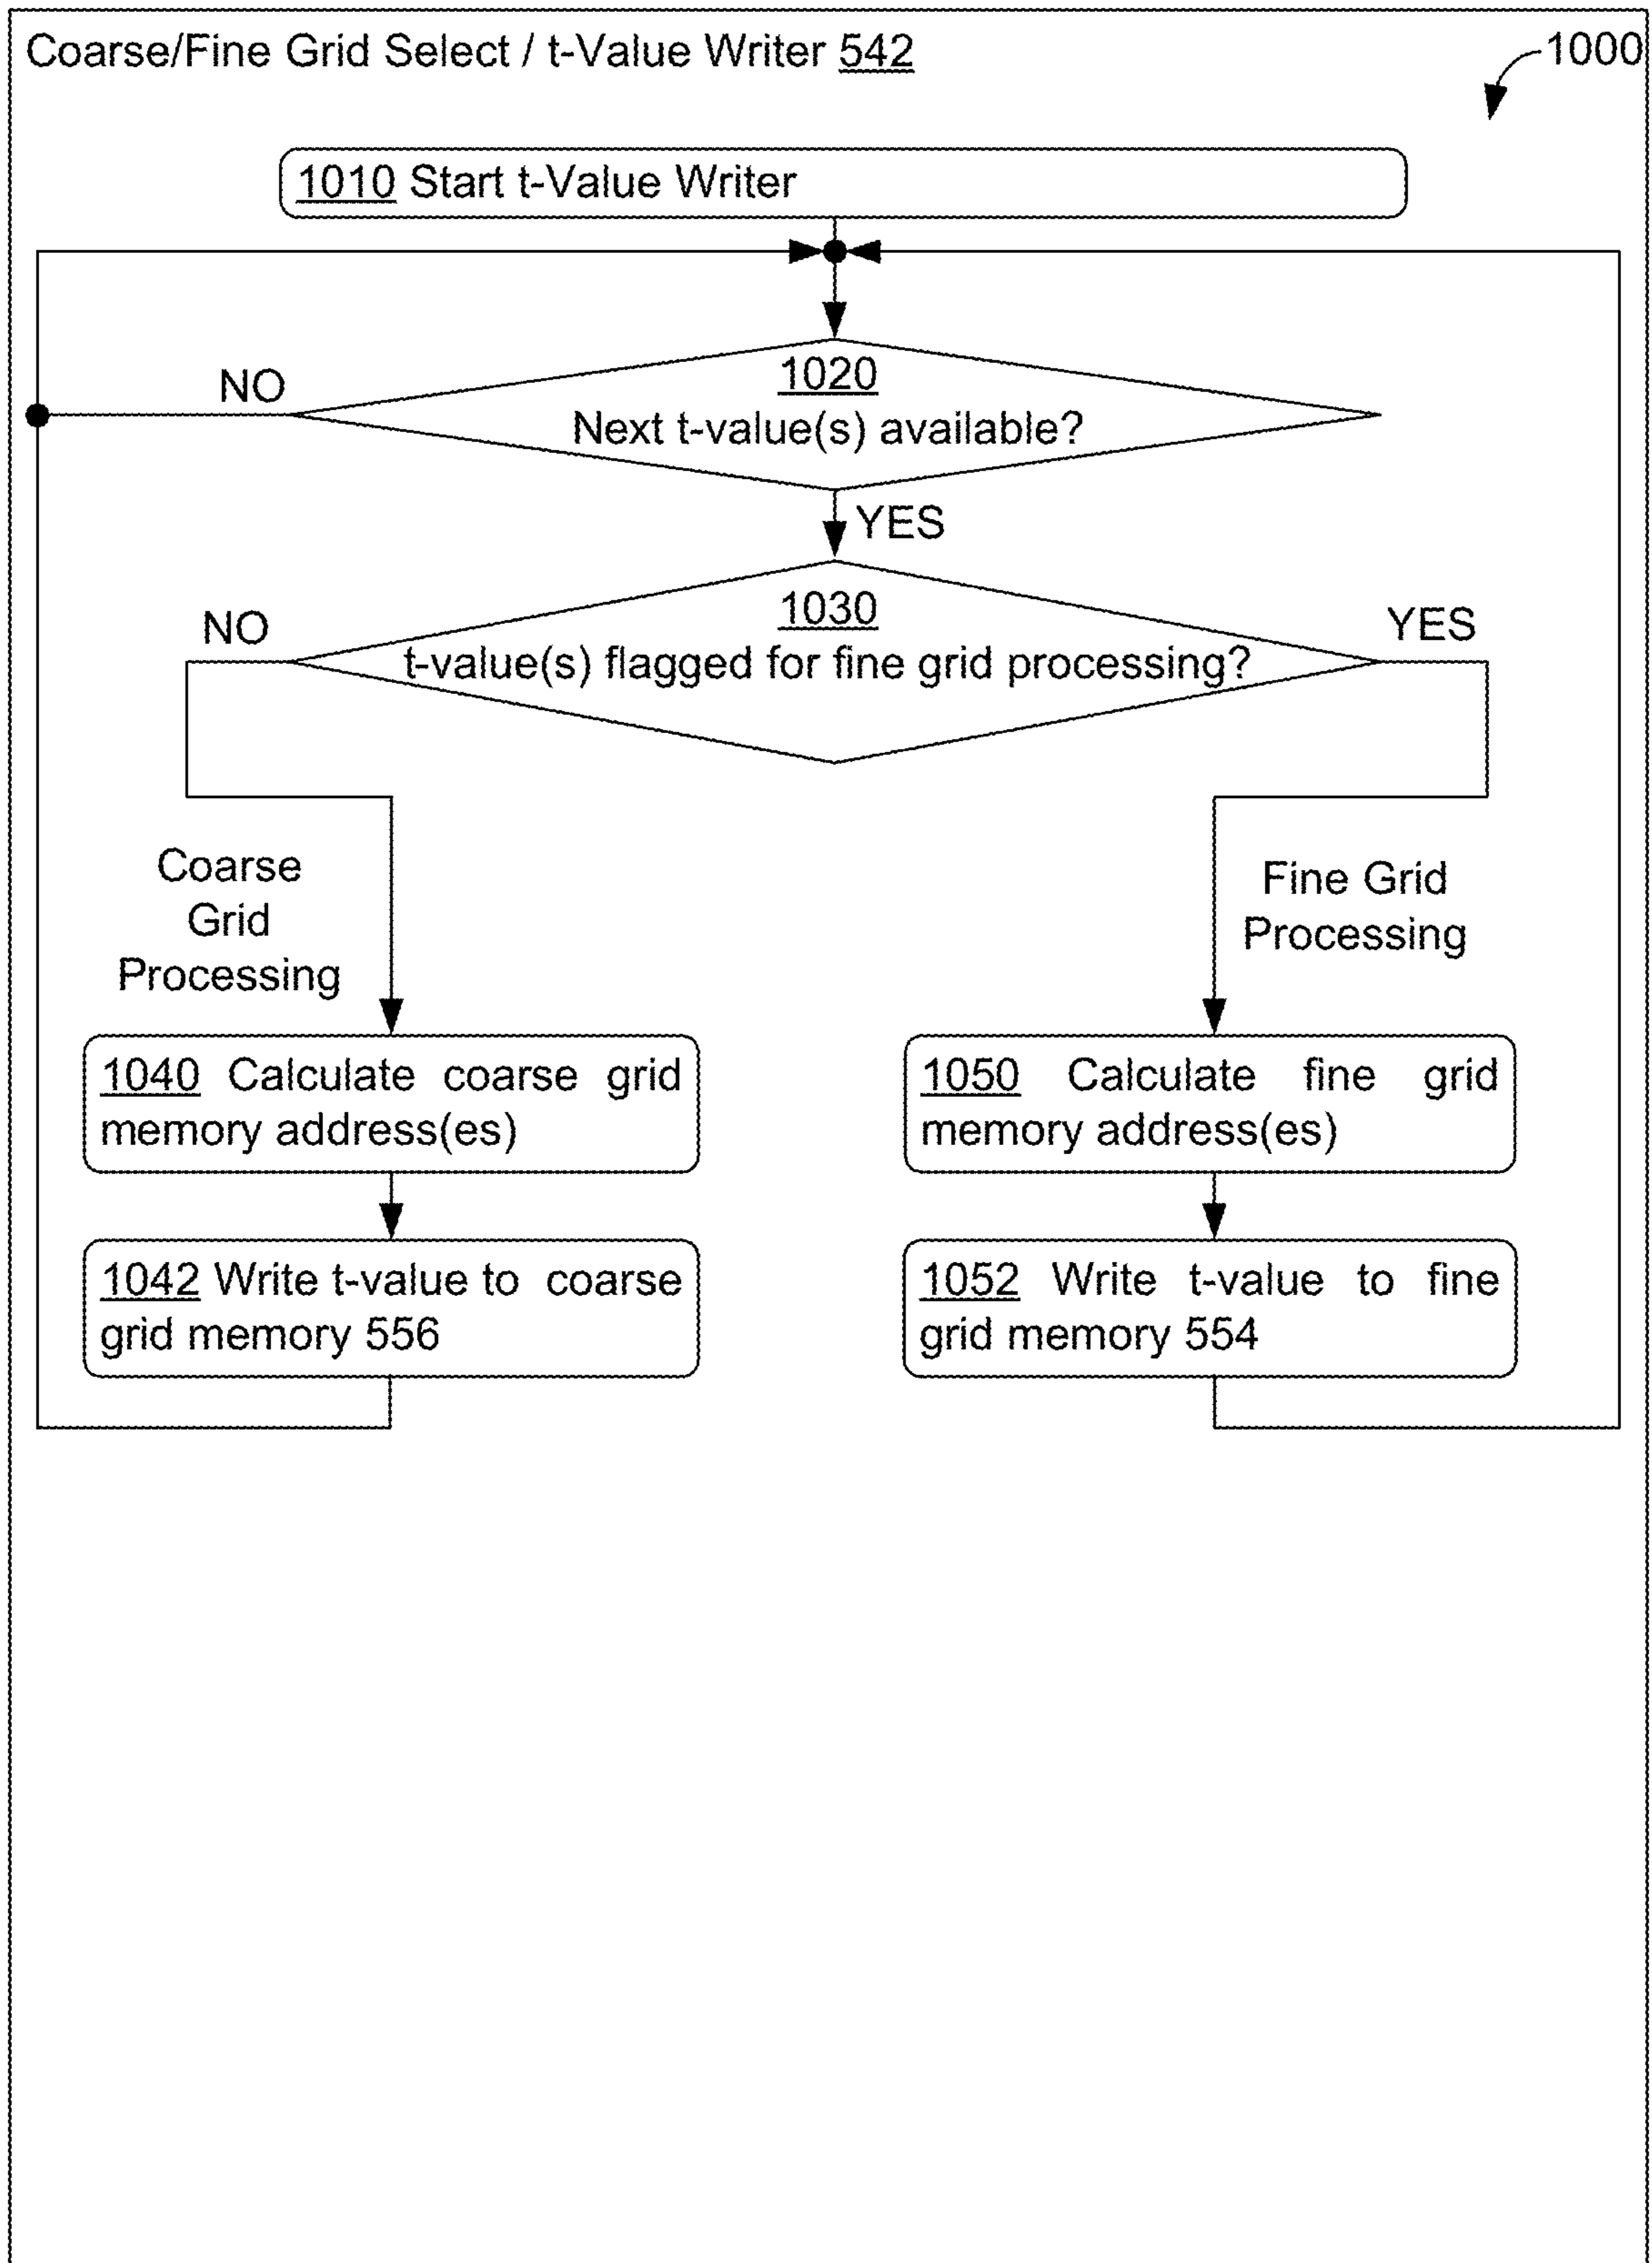 Coarse/Fine Grid Select / t-Value Writer 542
1000
1010 Start t-Value Writer
NO
1020
Next t-value(s) available?
YES
NO
1030
YES
t-value(s) flagged for fine grid processing?
Coarse
Grid
Processing
Fine Grid
Processing
1040 Calculate coarse grid
memory address(es)
1050 Calculate fine grid
memory address(es)
1042 Write t-value to coarse
grid memory 556
1052 Write t-value to fine
grid memory 554